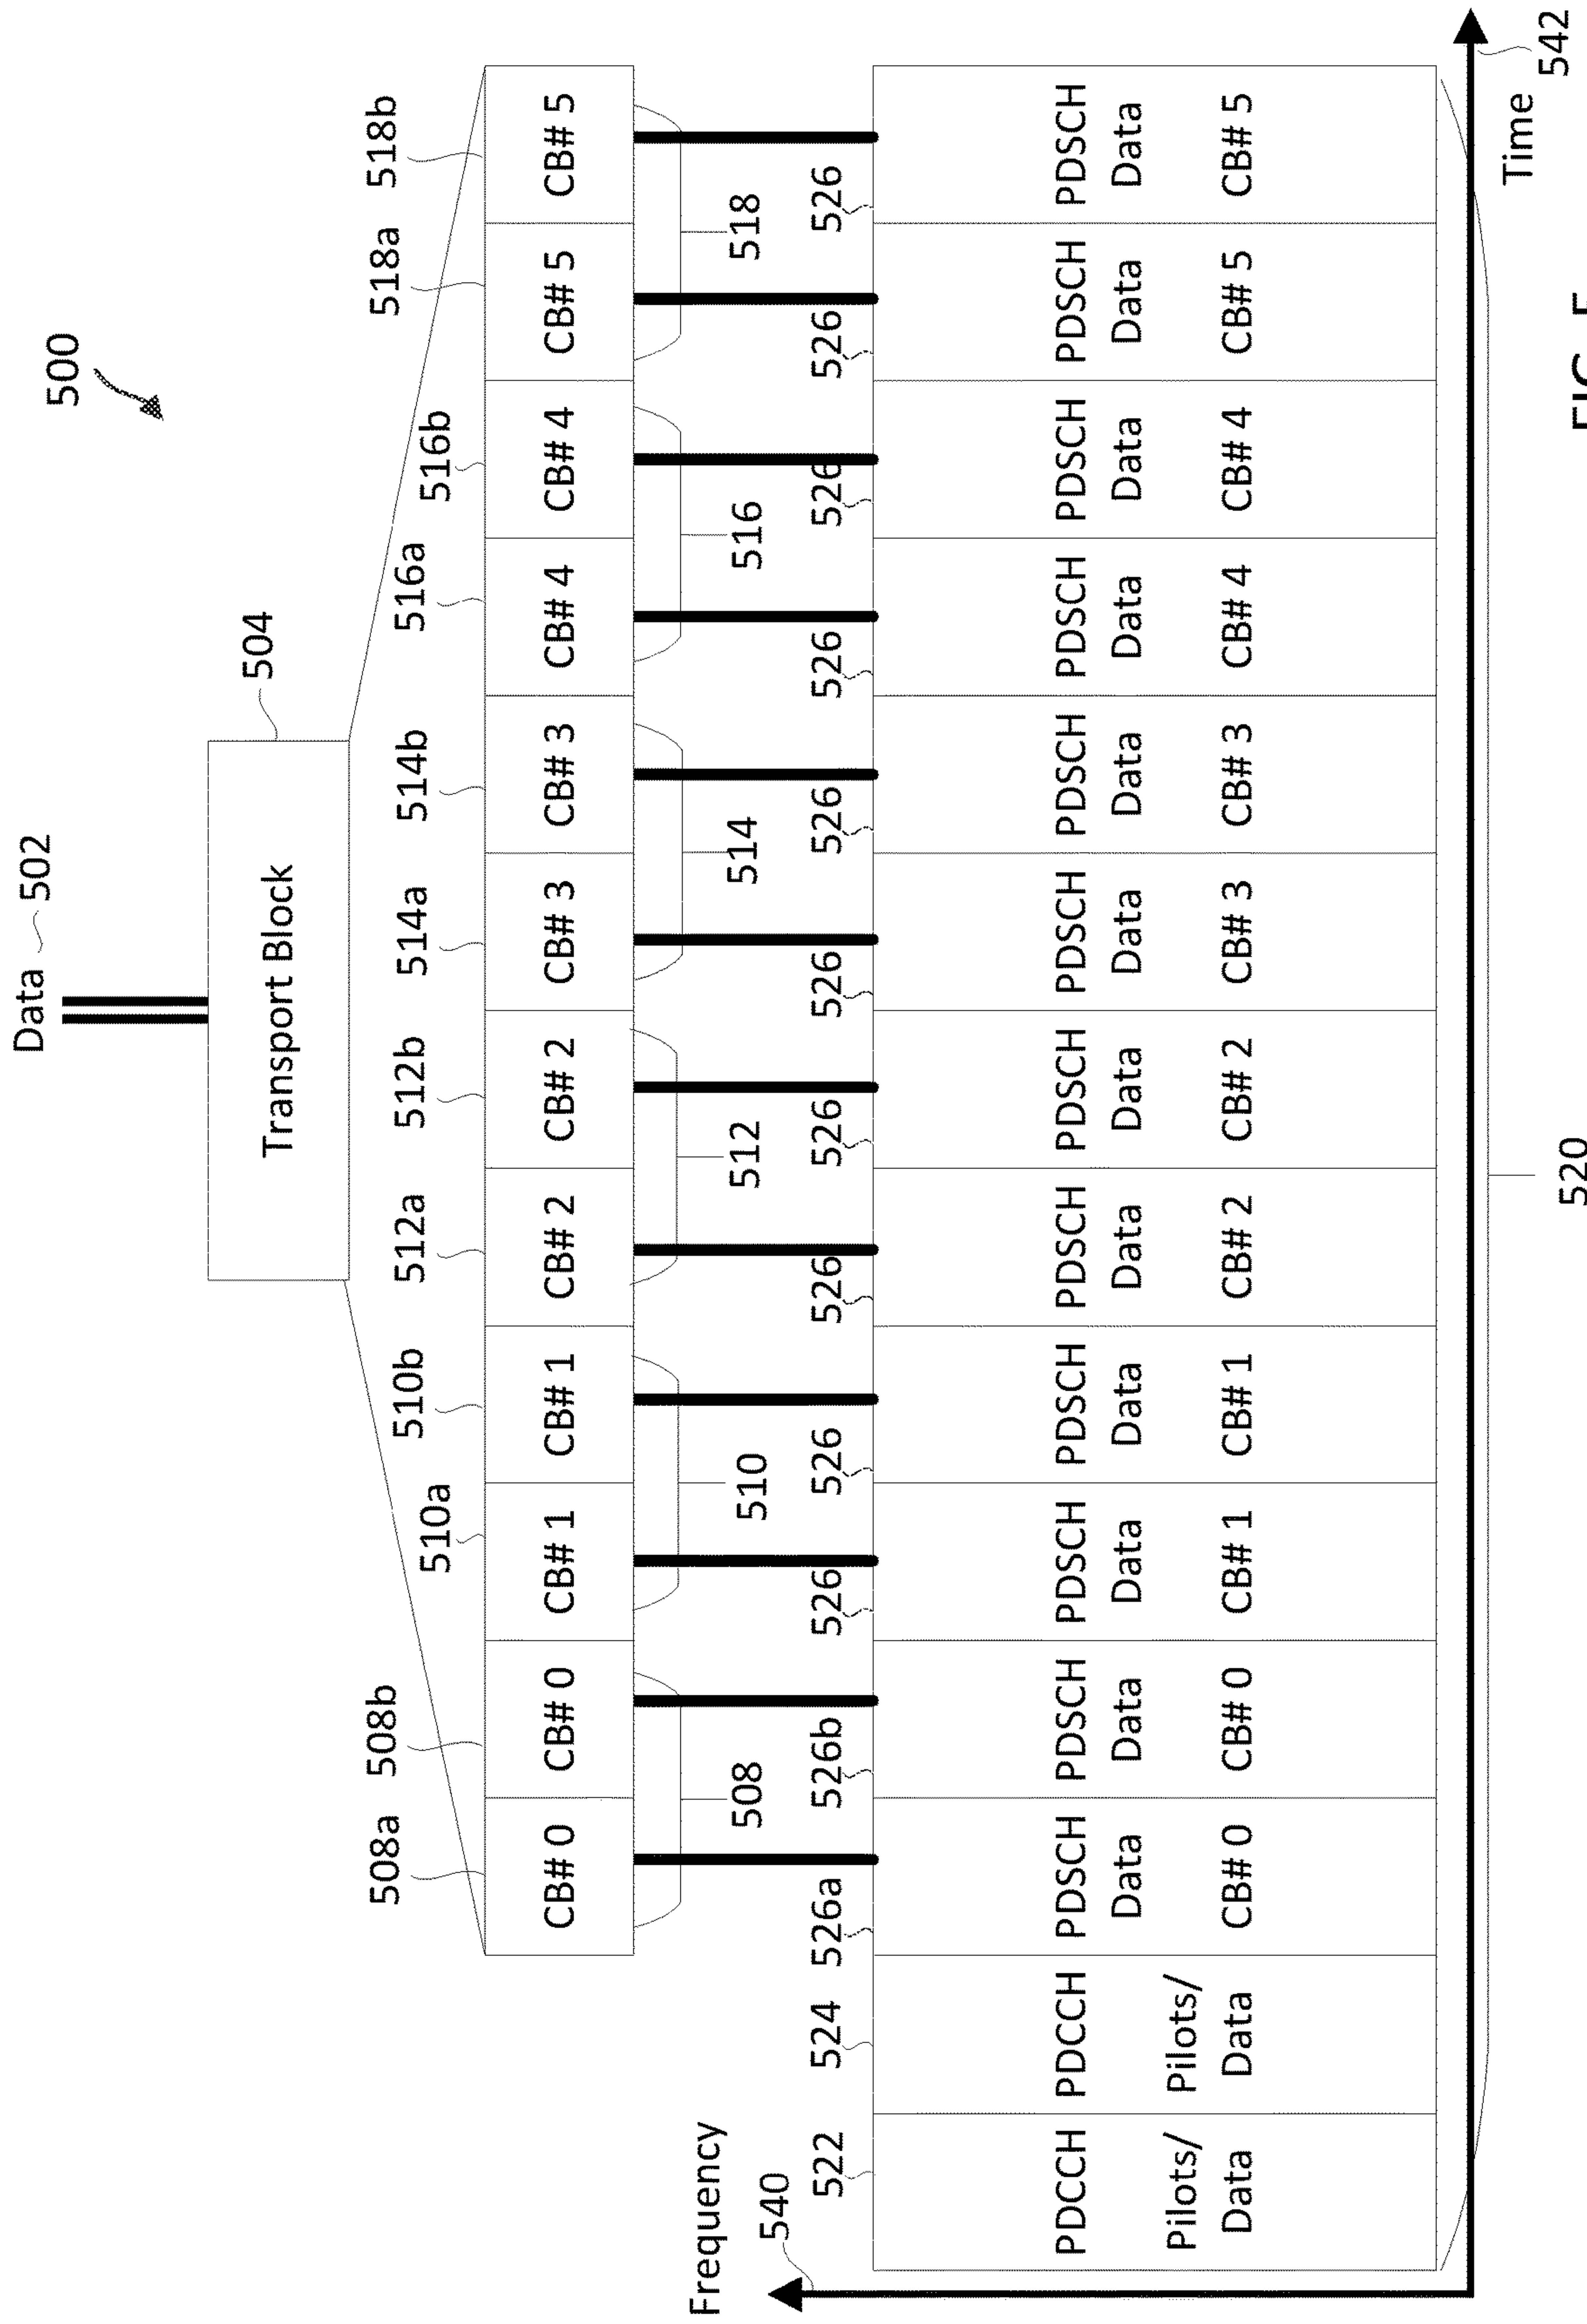 500
Data 502
504
Transport Block
508a 508b 510a 510b 512a 512b 514a 514b 516a 516b 518a 518b
CB# 0 CB# 0 CB# 1 CB# 1 CB# 2 CB# 2 CB# 3 CB# 3 CB# 4 CB# 4 CB# 5 CB# 5
508 510 512 514 516 518
Frequency
540
522 524 526a 526b 526 526 526 526 526 526 526 526 526 526
PDCCH PDCCH PDSCH PDSCH PDSCH PDSCH PDSCH PDSCH PDSCH PDSCH PDSCH PDSCH PDSCH PDSCH
Data Data Data Data Data Data Data Data Data Data Data Data
Pilots/ Pilots/
Data Data CB# 0 CB# 0 CB# 1 CB# 1 CB# 2 CB# 2 CB# 3 CB# 3 CB# 4 CB# 4 CB# 5 CB# 5
Time
542
520